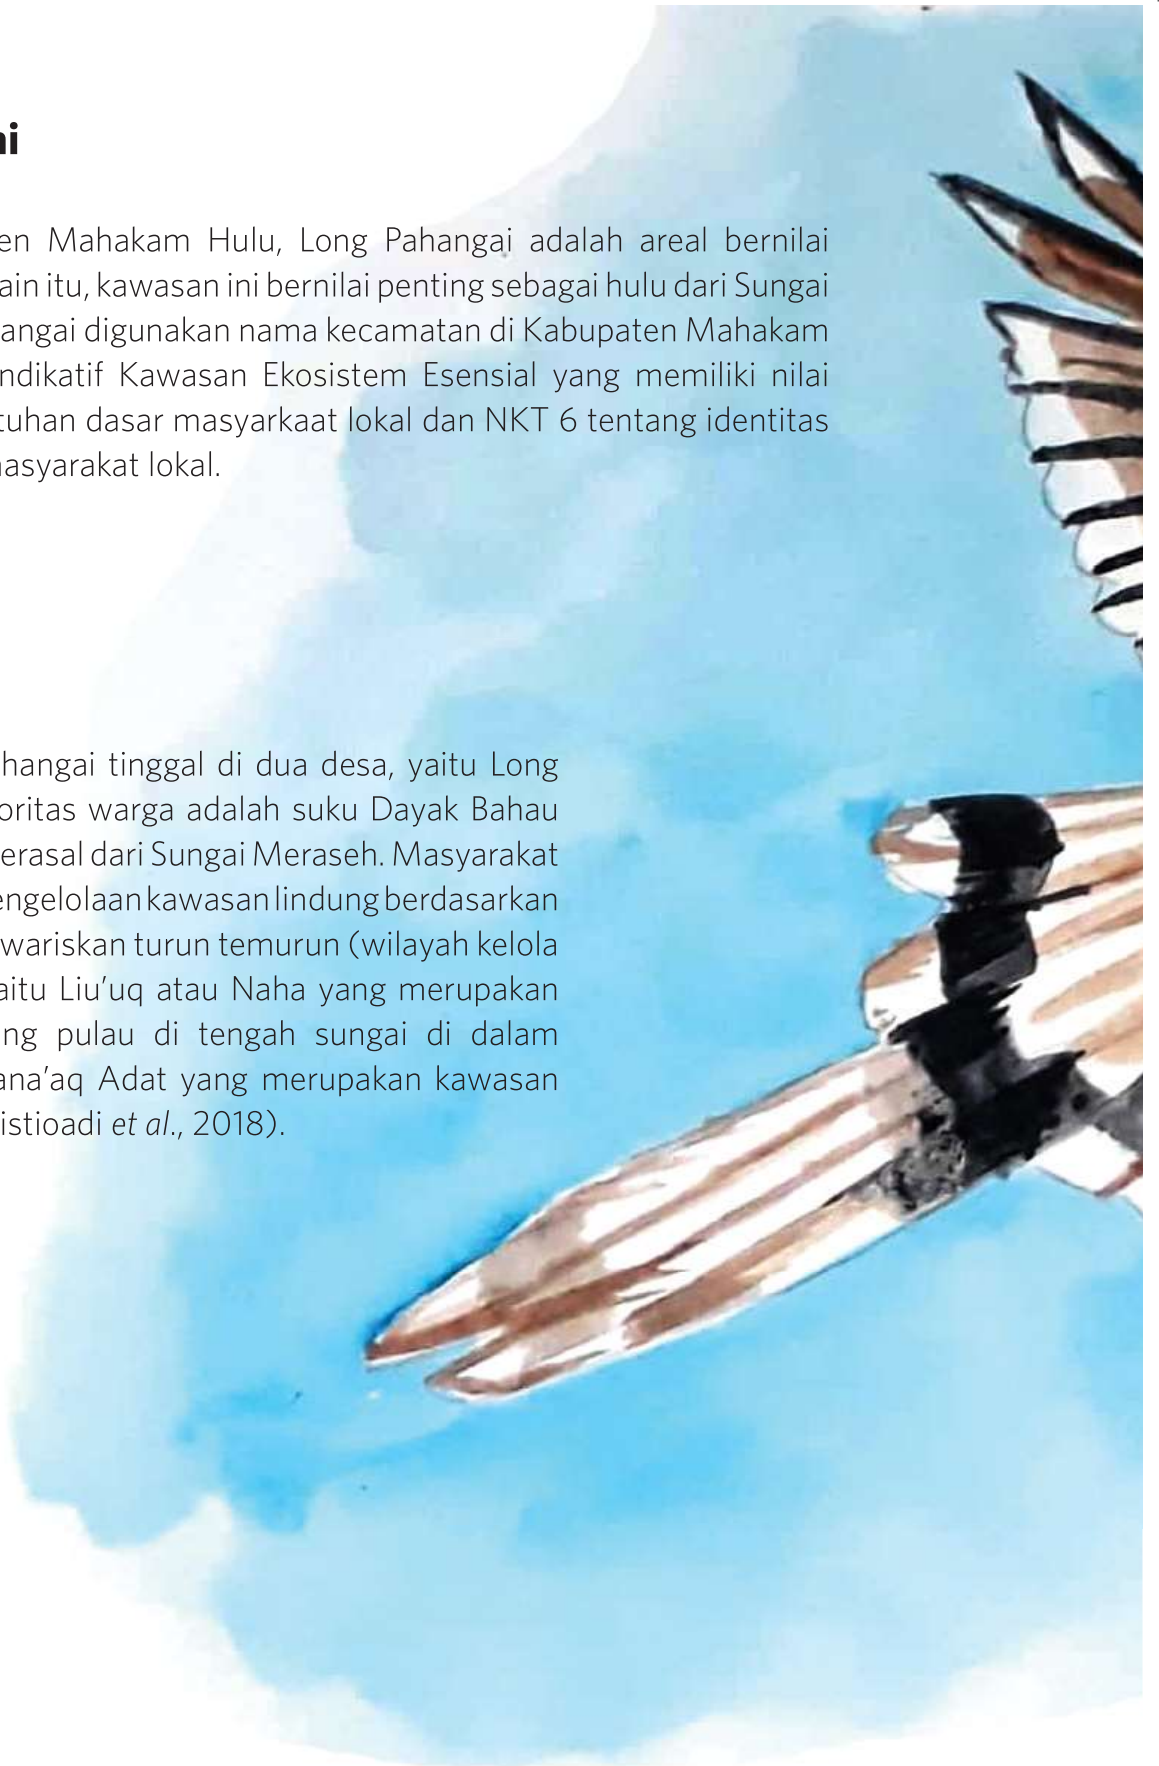 ni
en Mahakam Hulu, Long Pahangai adalah areal bernilai
ain itu, kawasan ini bernilai penting sebagai hulu dari Sungai
angai digunakan nama kecamatan di Kabupaten Mahakam
ndikatif Kawasan Ekosistem Esensial yang memiliki nilai
tuhan dasar masyarkaat lokal dan NKT 6 tentang identitas
nasyarakat lokal.
hangai tinggal di dua desa, yaitu Long
oritas warga adalah suku Dayak Bahau
erasal dari Sungai Meraseh. Masyarakat
engelolaan kawasan lindung berdasarkan
wariskan turun temurun (wilayah kelola
aitu Liu’uq atau Naha yang merupakan
ng pulau di tengah sungai di dalam
ana’aq Adat yang merupakan kawasan
istioadi et al., 2018).